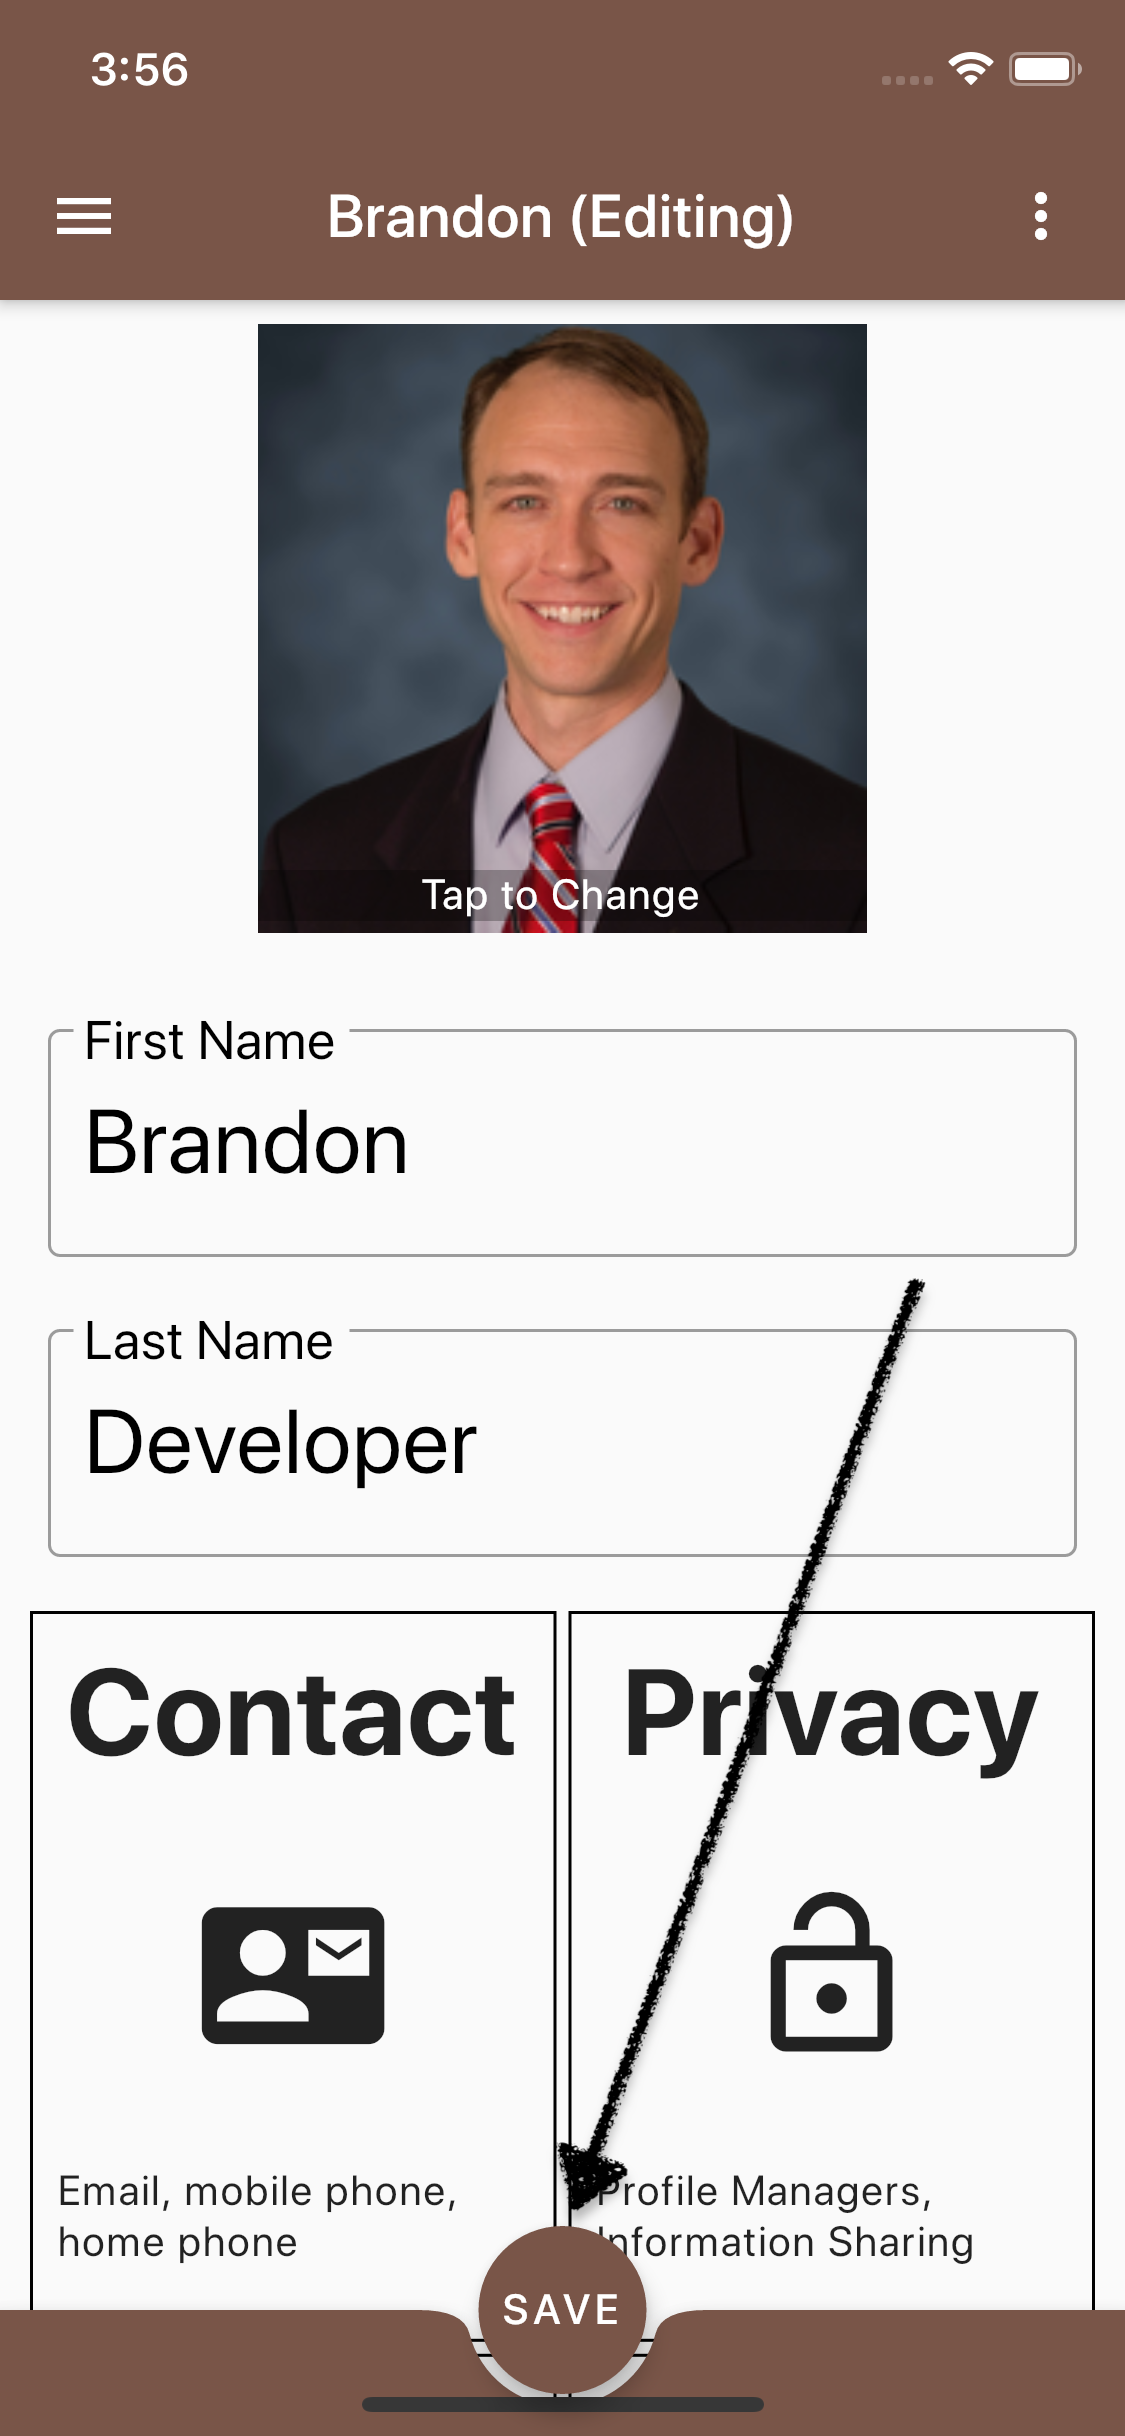 3:56
Brandon (Editing)
Tap to Change
First Name
Brandon
Last Name
Developer
Contact
Privacy
Email, mobile phone,
home phone
Profile Managers,
Information Sharing
SAVE